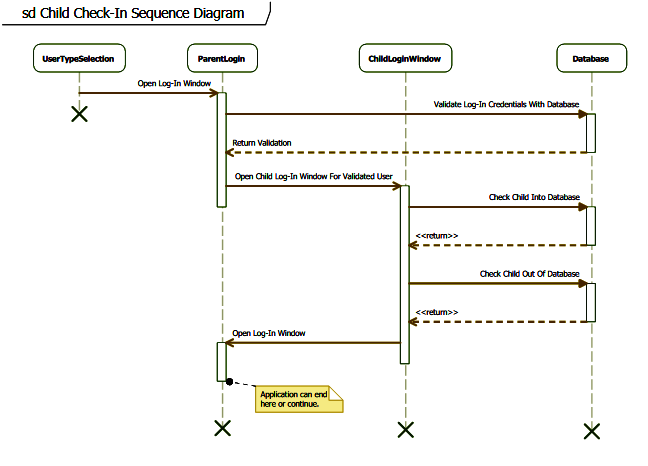 sd Child Check-In Sequence Diagram
UserTypeSelection
ParentLogin
ChildLoginWindow
Database
Open Log-In Window
Validate Log-In Credentials With Database
Return Validation
Open Child Log-In Window For Validated User
Check Child Into Database
<<return>>
Check Child Out Of Database
<<return>>
Open Log-In Window
Application can end
here or continue.